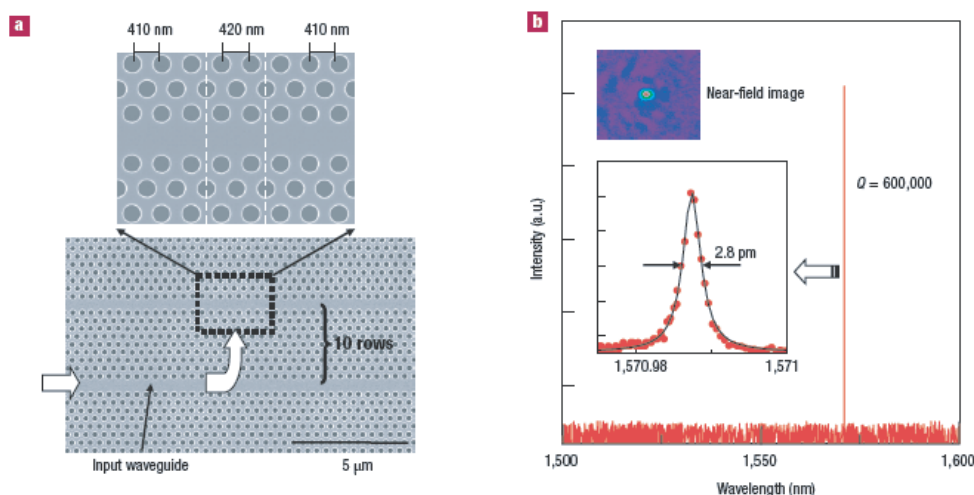 a
410 nm 420 nm 410 nm
10 rows
Input waveguide
5 μm
b
Near-field image
Q = 600,000
2.8 pm
1,570.98 1,571
Intensity (a.u.)
1,500 1,550 1,600
Wavelength (nm)